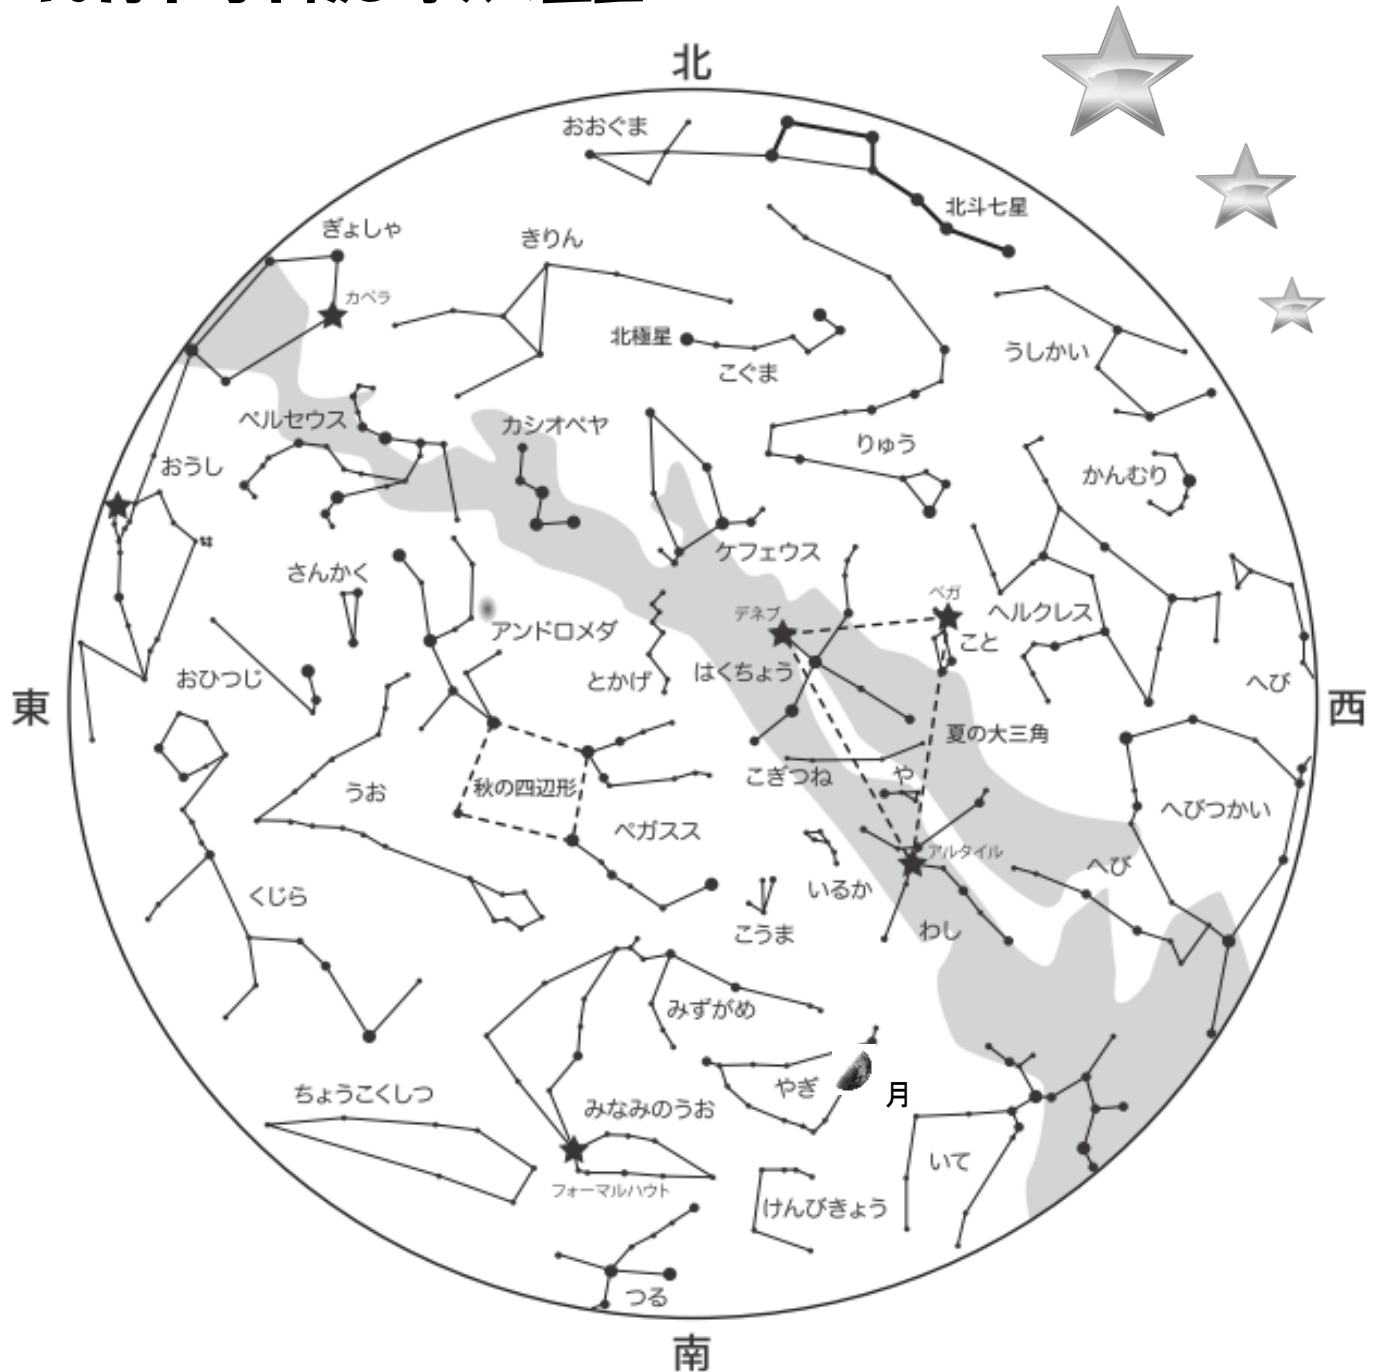 北
おおぐま
北斗七星
ぎょしゃ
きりん
カペラ
北極星
こぐま
うしかい
ペルセウス
カシオペヤ
りゅう
おうし
かんむり
ケフェウス
さんかく
ベガ
デネブ
ヘルクレス
アンドロメダ
こと
とかげ
はくちょう
おひつじ
へび
東
西
夏の大三角
こぎつね
や
うお
秋の四辺形
へびつかい
ペガスス
アルタイル
へび
いるか
くじら
こうま
わし
みずがめ
やぎ
月
ちょうこくしつ
みなみのうお
いて
フォーマルハウト
けんびきょう
つる
南